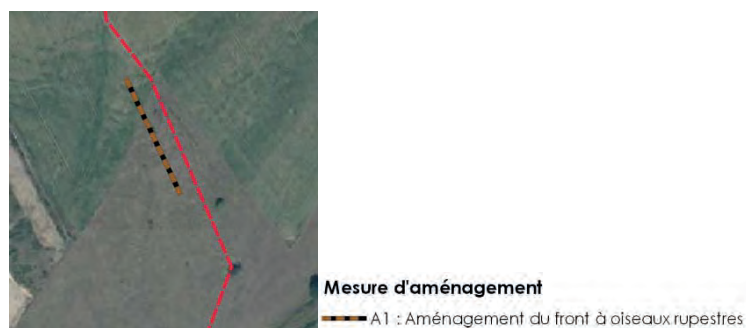 Mesure d'aménagement
A1 : Aménagement du front à oiseaux rupestres